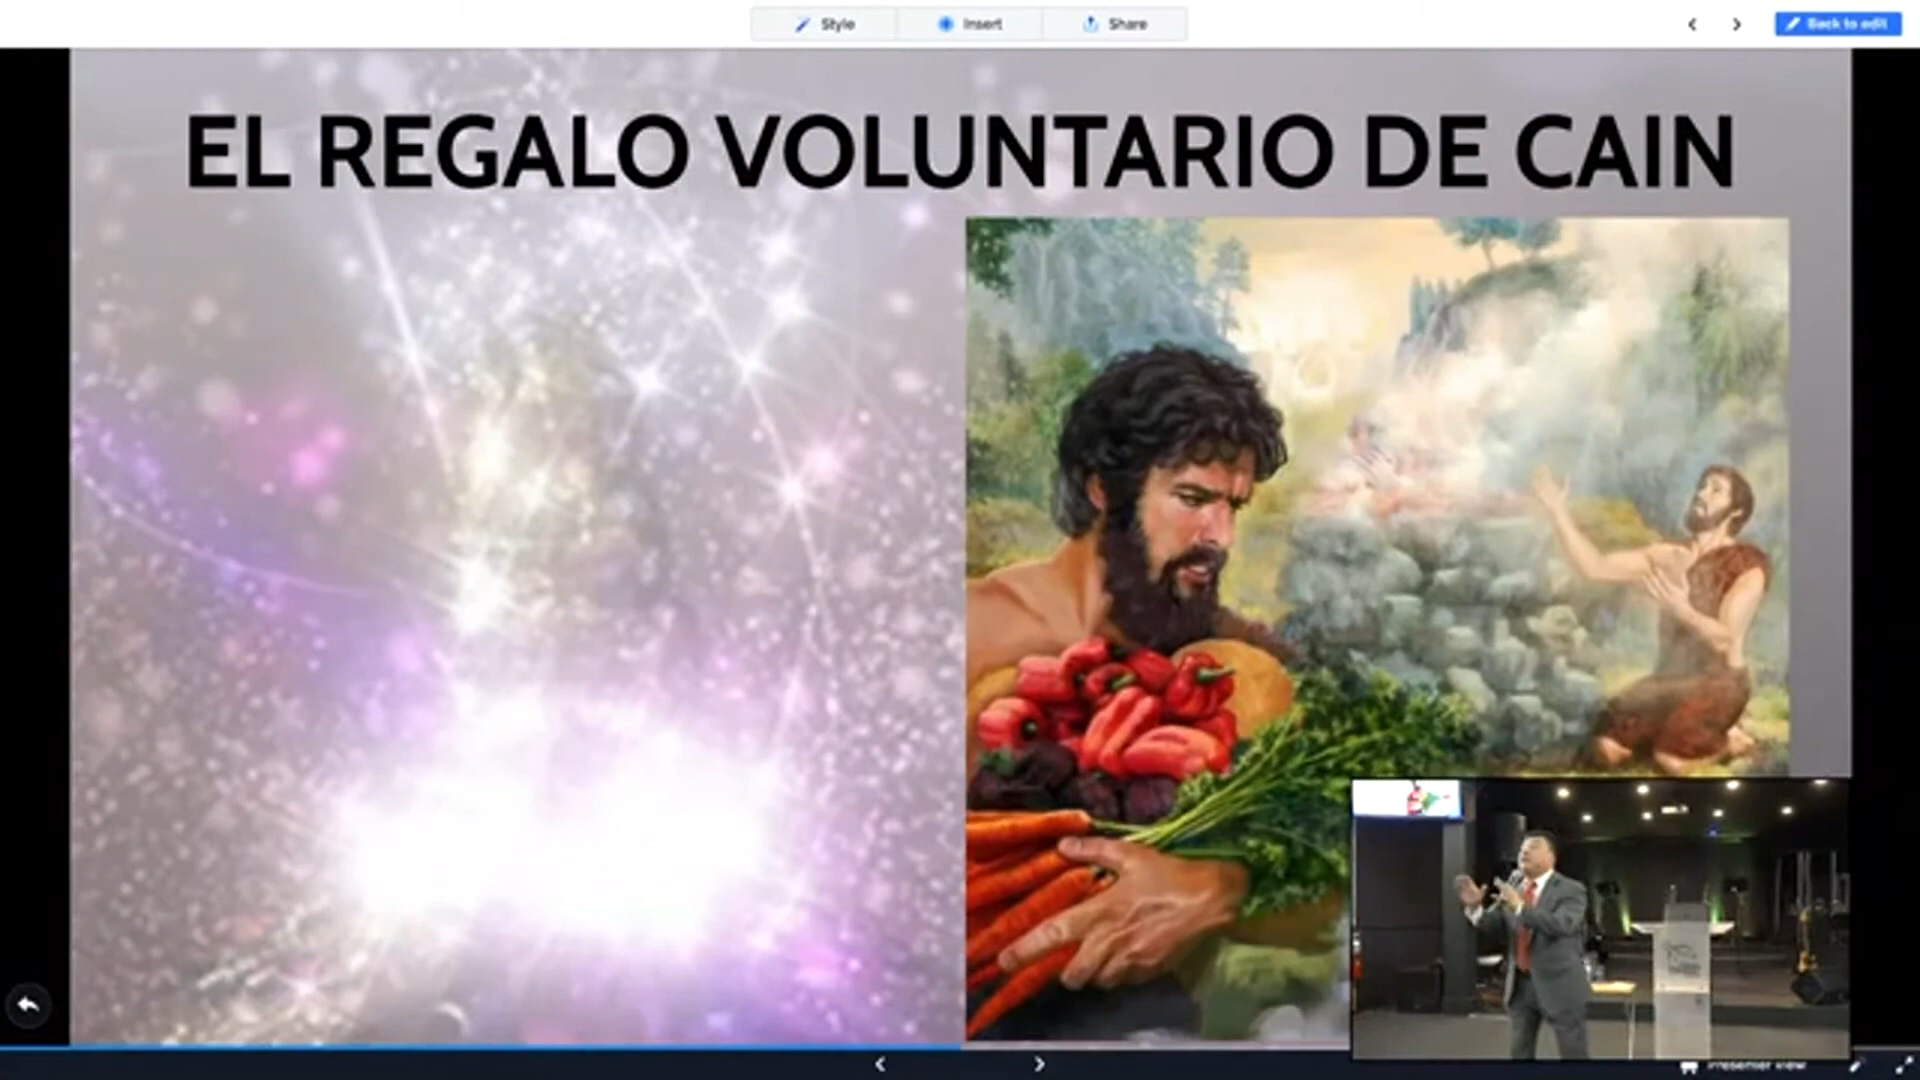 Style
Insert
Share
Back to edit
EL REGALO VOLUNTARIO DE CAIN
Presenter view